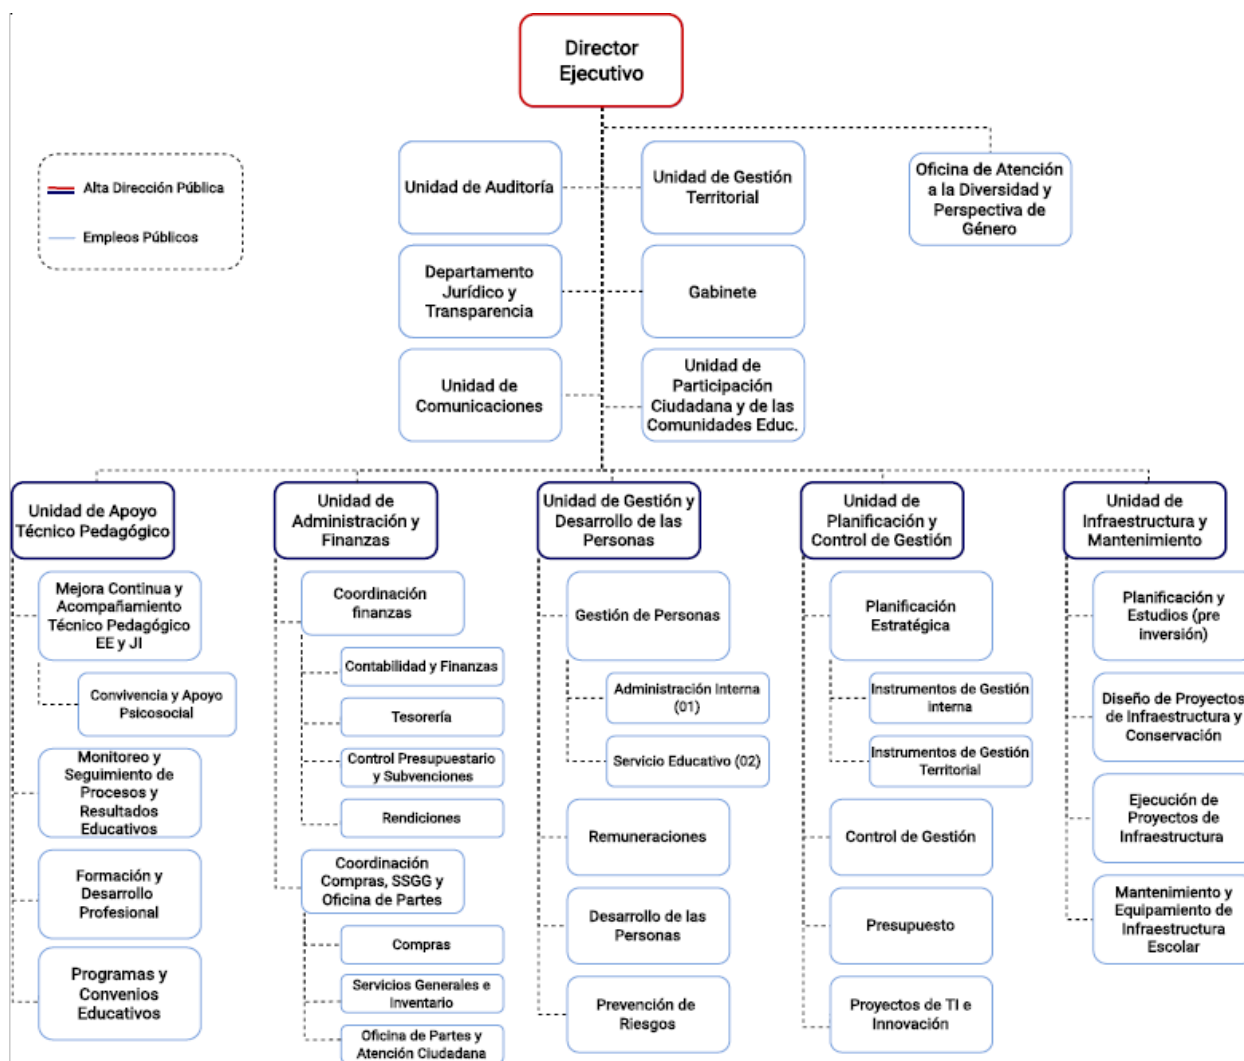 Director
Ejecutivo
Alta Dirección Pública
Empleos Públicos
Unidad de Auditoría
Unidad de Gestión
Territorial
Oficina de Atención
a la Diversidad y
Perspectiva de
Género
Departamento
Jurídico y
Transparencia
Gabinete
Unidad de
Comunicaciones
Unidad de
Participación
Ciudadana y de las
Comunidades Educ.
Unidad de Apoyo
Técnico Pedagógico
Mejora Continua y
Acompañamiento
Técnico Pedagógico
EE y JI
Convivencia y Apoyo
Psicosocial
Monitoreo y
Seguimiento de
Procesos y
Resultados
Educativos
Formación y
Desarrollo
Profesional
Programas y
Convenios
Educativos
Unidad de
Administración y
Finanzas
Coordinación
finanzas
Contabilidad y Finanzas
Tesorería
Control Presupuestario
y Subvenciones
Rendiciones
Coordinación
Compras, SSGG y
Oficina de Partes
Compras
Servicios Generales e
Inventario
Oficina de Partes y
Atención Ciudadana
Unidad de Gestión y
Desarrollo de las
Personas
Gestión de Personas
Administración Interna
(01)
Servicio Educativo (02)
Remuneraciones
Desarrollo de las
Personas
Prevención de
Riesgos
Unidad de
Planificación y
Control de Gestión
Planificación
Estratégica
Instrumentos de Gestión
interna
Instrumentos de Gestión
Territorial
Control de Gestión
Presupuesto
Proyectos de TI e
Innovación
Unidad de
Infraestructura y
Mantenimiento
Planificación y
Estudios (pre
inversión)
Diseño de Proyectos
de Infraestructura y
Conservación
Ejecución de
Proyectos de
Infraestructura
Mantenimiento y
Equipamiento de
Infraestructura
Escolar